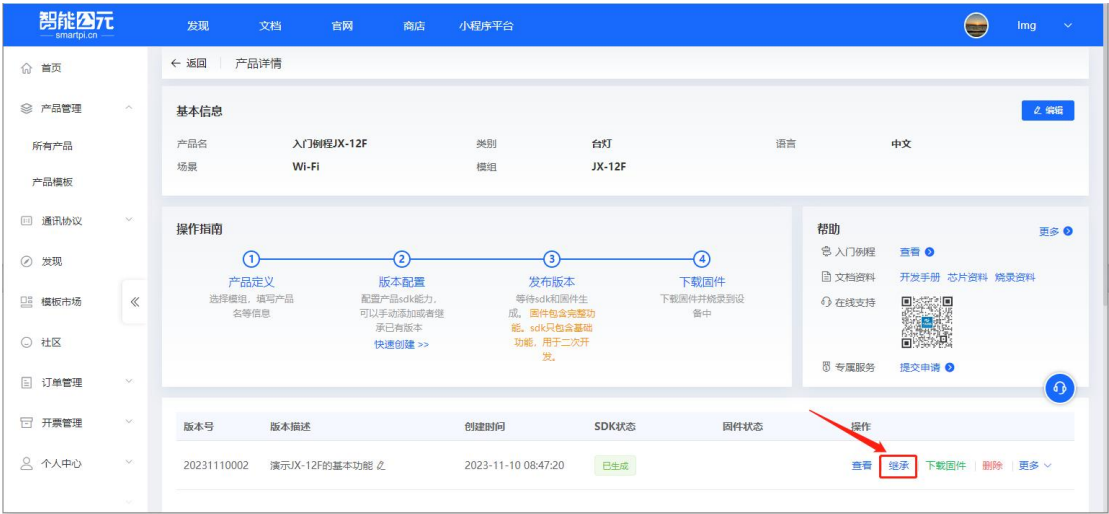 智能公元
smartpi.cn
发现 文档 官网 商店 小程序平台 Img
首页
产品管理
所有产品
产品模板
通讯协议
发现
模板市场
社区
订单管理
开票管理
个人中心
返回 产品详情
基本信息 编辑
产品名 入门例程JX-12F 类别 台灯 语言 中文
场景 Wi-Fi 模组 JX-12F
操作指南
1 2 3 4
产品定义 版本配置 发布版本 下载固件
选择模组，填写产品
名等信息
配置产品sdk能力，
可以手动添加或者继
承已有版本
快速创建 >>
等待sdk和固件生
成。固件包含完整功
能。sdk只包含基础
功能，用于二次开
发。
下载固件并烧录到设
备中
帮助 更多
入门例程 查看
文档资料 开发手册 芯片资料 烧录资料
在线支持
专属服务 提交申请
版本号 版本描述 创建时间 SDK状态 固件状态 操作
20231110002 演示JX-12F的基本功能 2023-11-10 08:47:20 已生成 查看 继承 下载固件 删除 更多